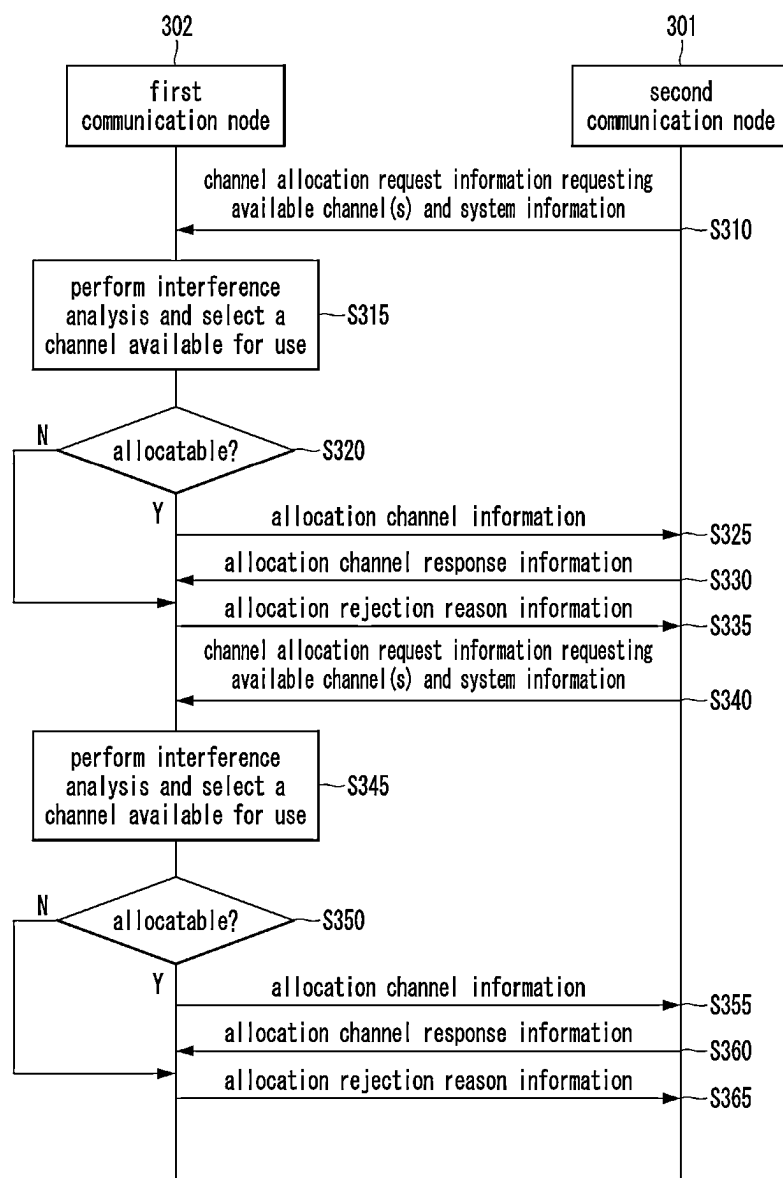 302
301
first
communication node
second
communication node
channel allocation request information requesting
available channel(s) and system information
S310
perform interference
analysis and select a
channel available for use
S315
N
allocatable?
S320
Y
allocation channel information
S325
allocation channel response information
S330
allocation rejection reason information
S335
channel allocation request information requesting
available channel(s) and system information
S340
perform interference
analysis and select a
channel available for use
S345
N
allocatable?
S350
Y
allocation channel information
S355
allocation channel response information
S360
allocation rejection reason information
S365